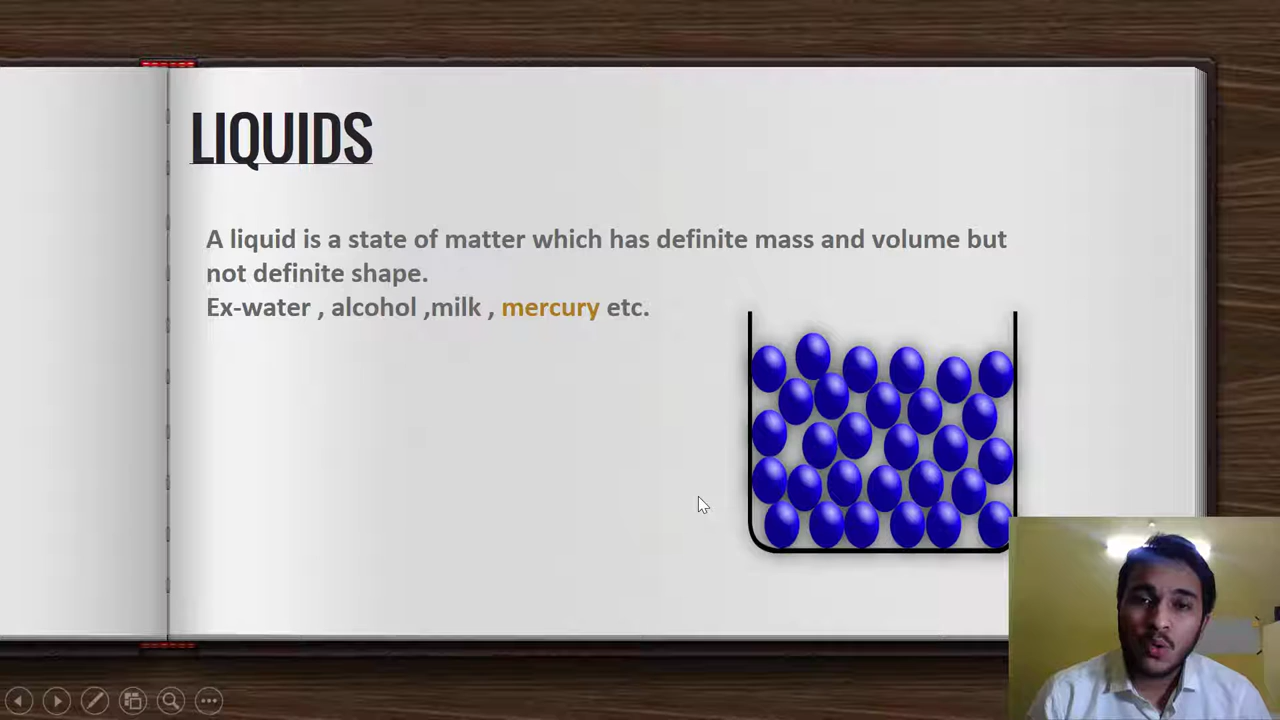 LIQUIDS
A liquid is a state of matter which has definite mass and volume but
not definite shape.
Ex-water , alcohol ,milk , mercury etc.